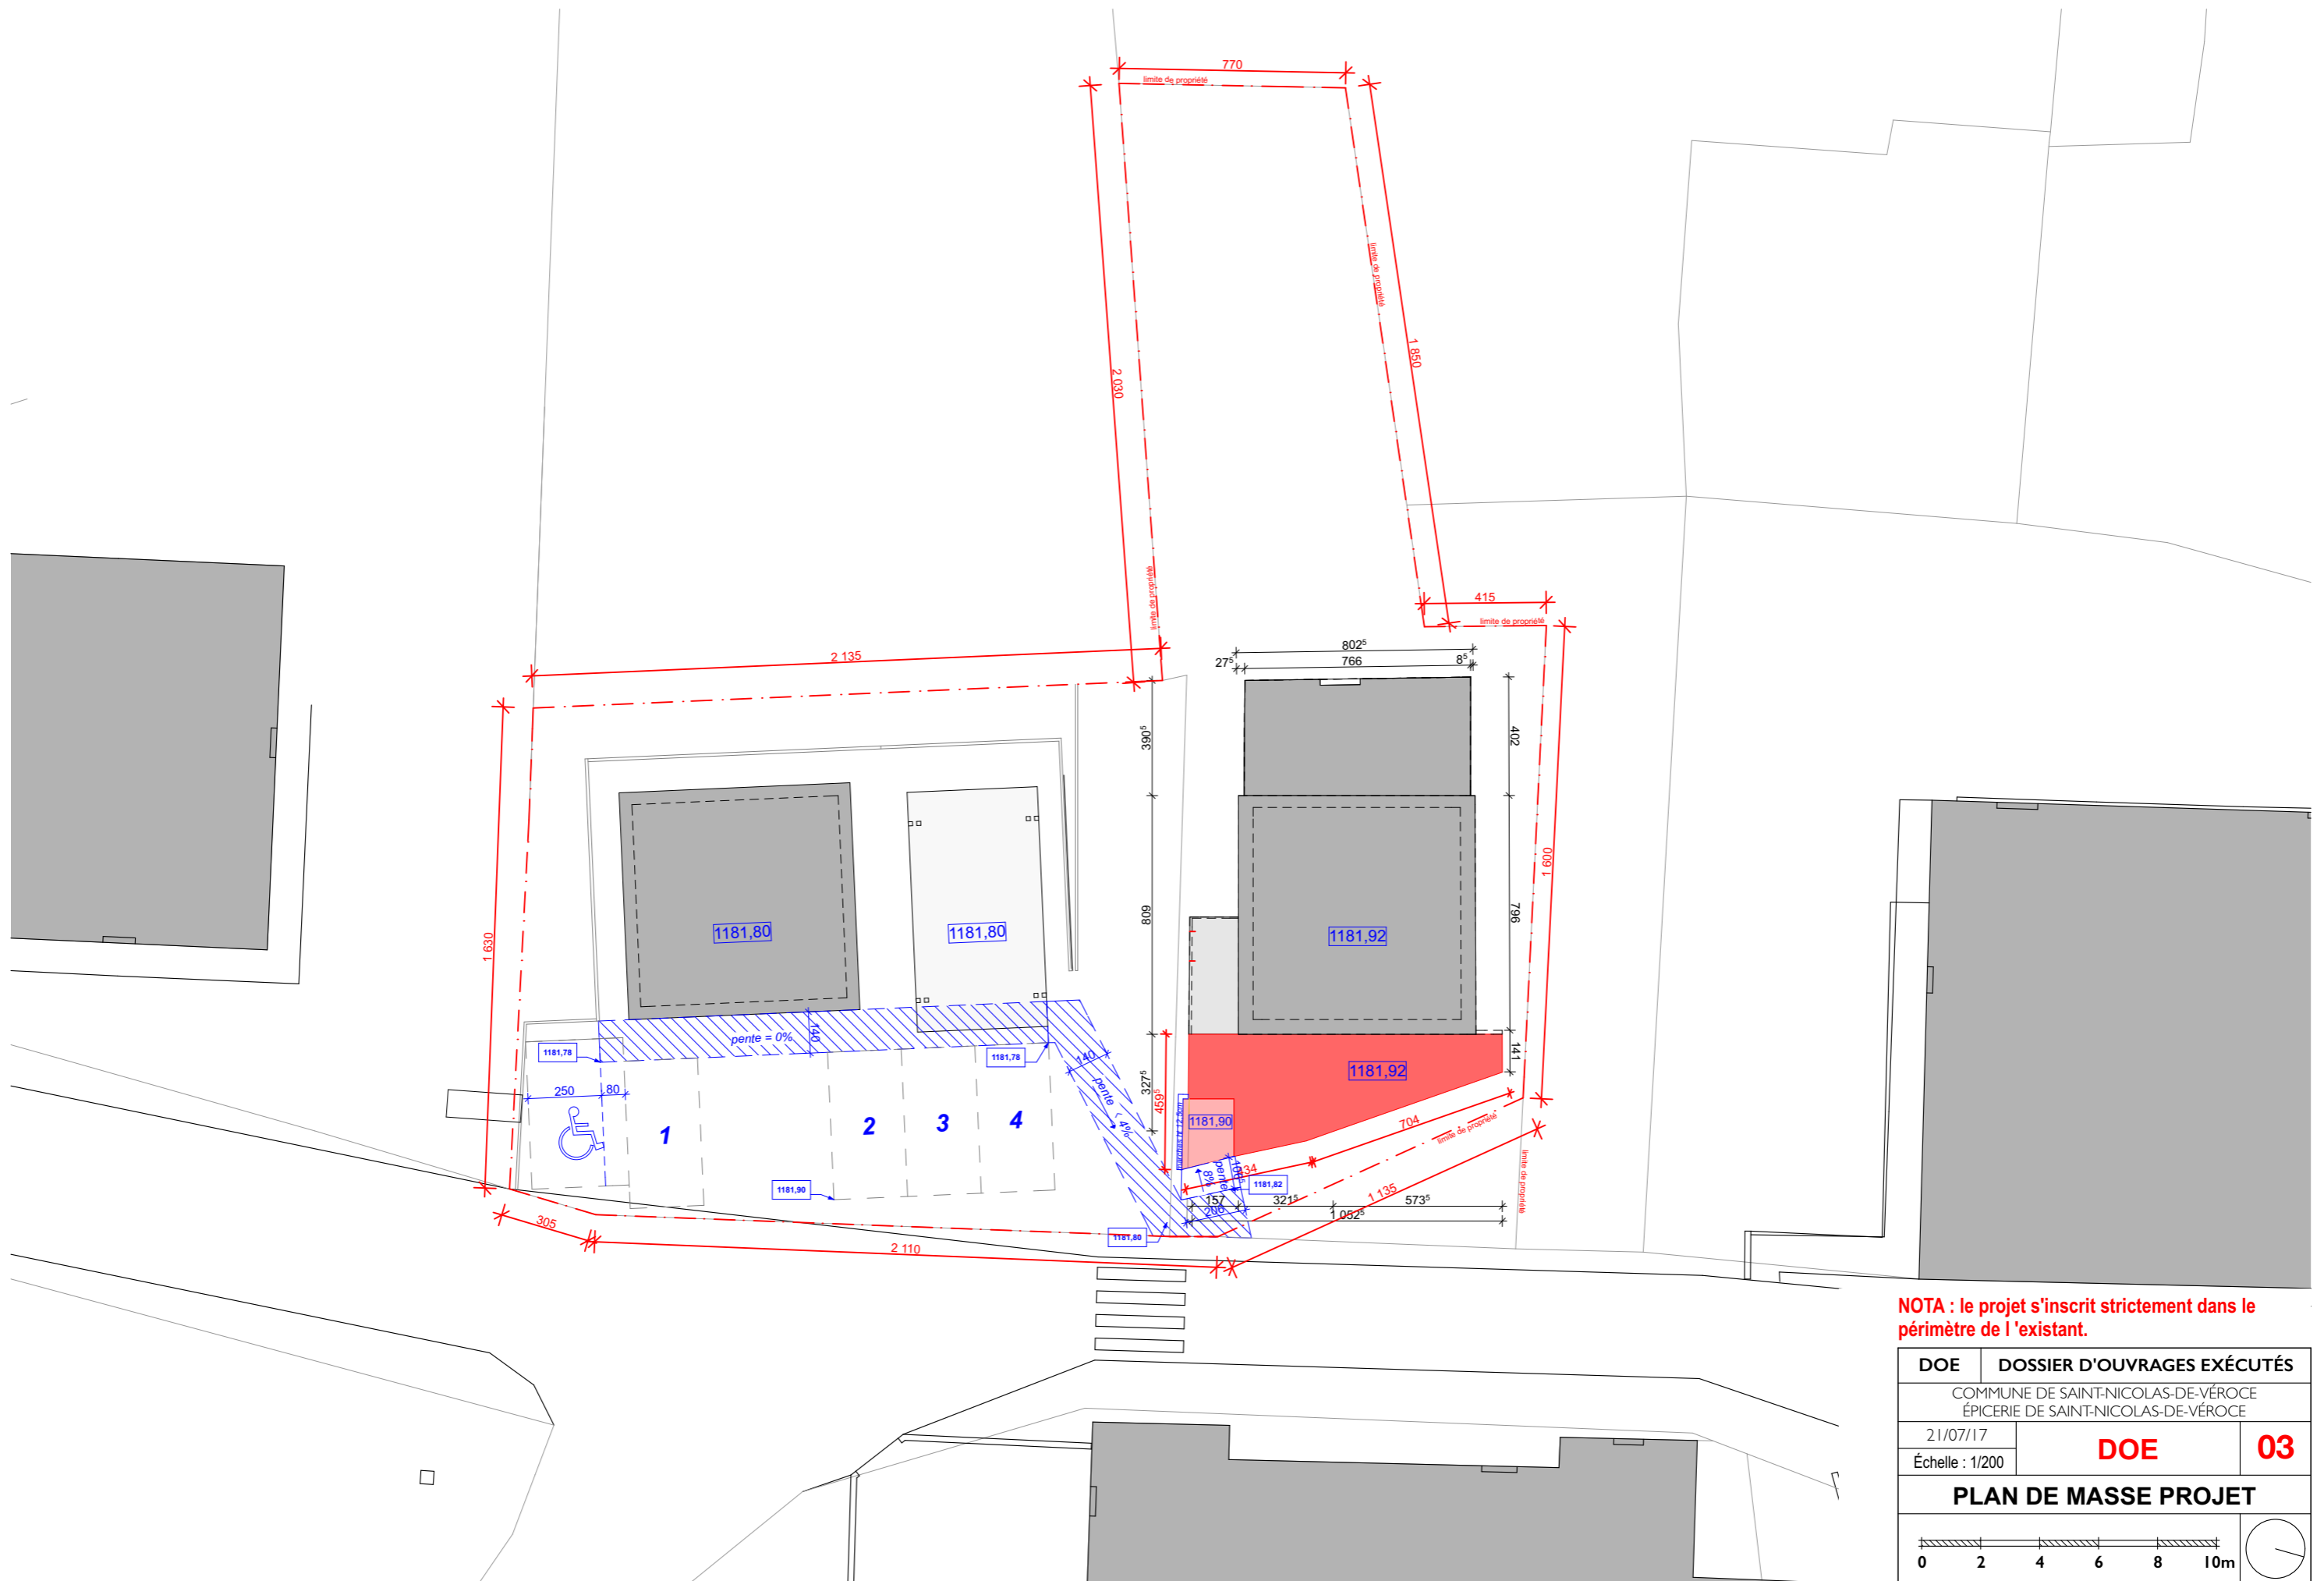 770
limite de propriété
limite de propriété
1 850
2 030
limite de propriété
415
limite de propriété
2 135
802⁵
27⁵
766
8⁵
390⁵
402
1 630
809
796
1 600
1181,80
1181,80
1181,92
pente = 0%
140
1181,78
1181,78
140
pente
4%
327⁵
459⁵
141
1181,92
250
80
1
2
3
4
1181,90
704
limite de propriété
limite de propriété
pente
8%
1181,82
1181,90
157
321⁵
573⁵
206
1 052⁵
1 135
1181,80
305
2 110
NOTA : le projet s'inscrit strictement dans le
périmètre de l 'existant.
DOE
DOSSIER D'OUVRAGES EXÉCUTÉS
COMMUNE DE SAINT-NICOLAS-DE-VÉROCE
ÉPICERIE DE SAINT-NICOLAS-DE-VÉROCE
21/07/17
Échelle : 1/200
DOE
03
PLAN DE MASSE PROJET
0 2 4 6 8 10m